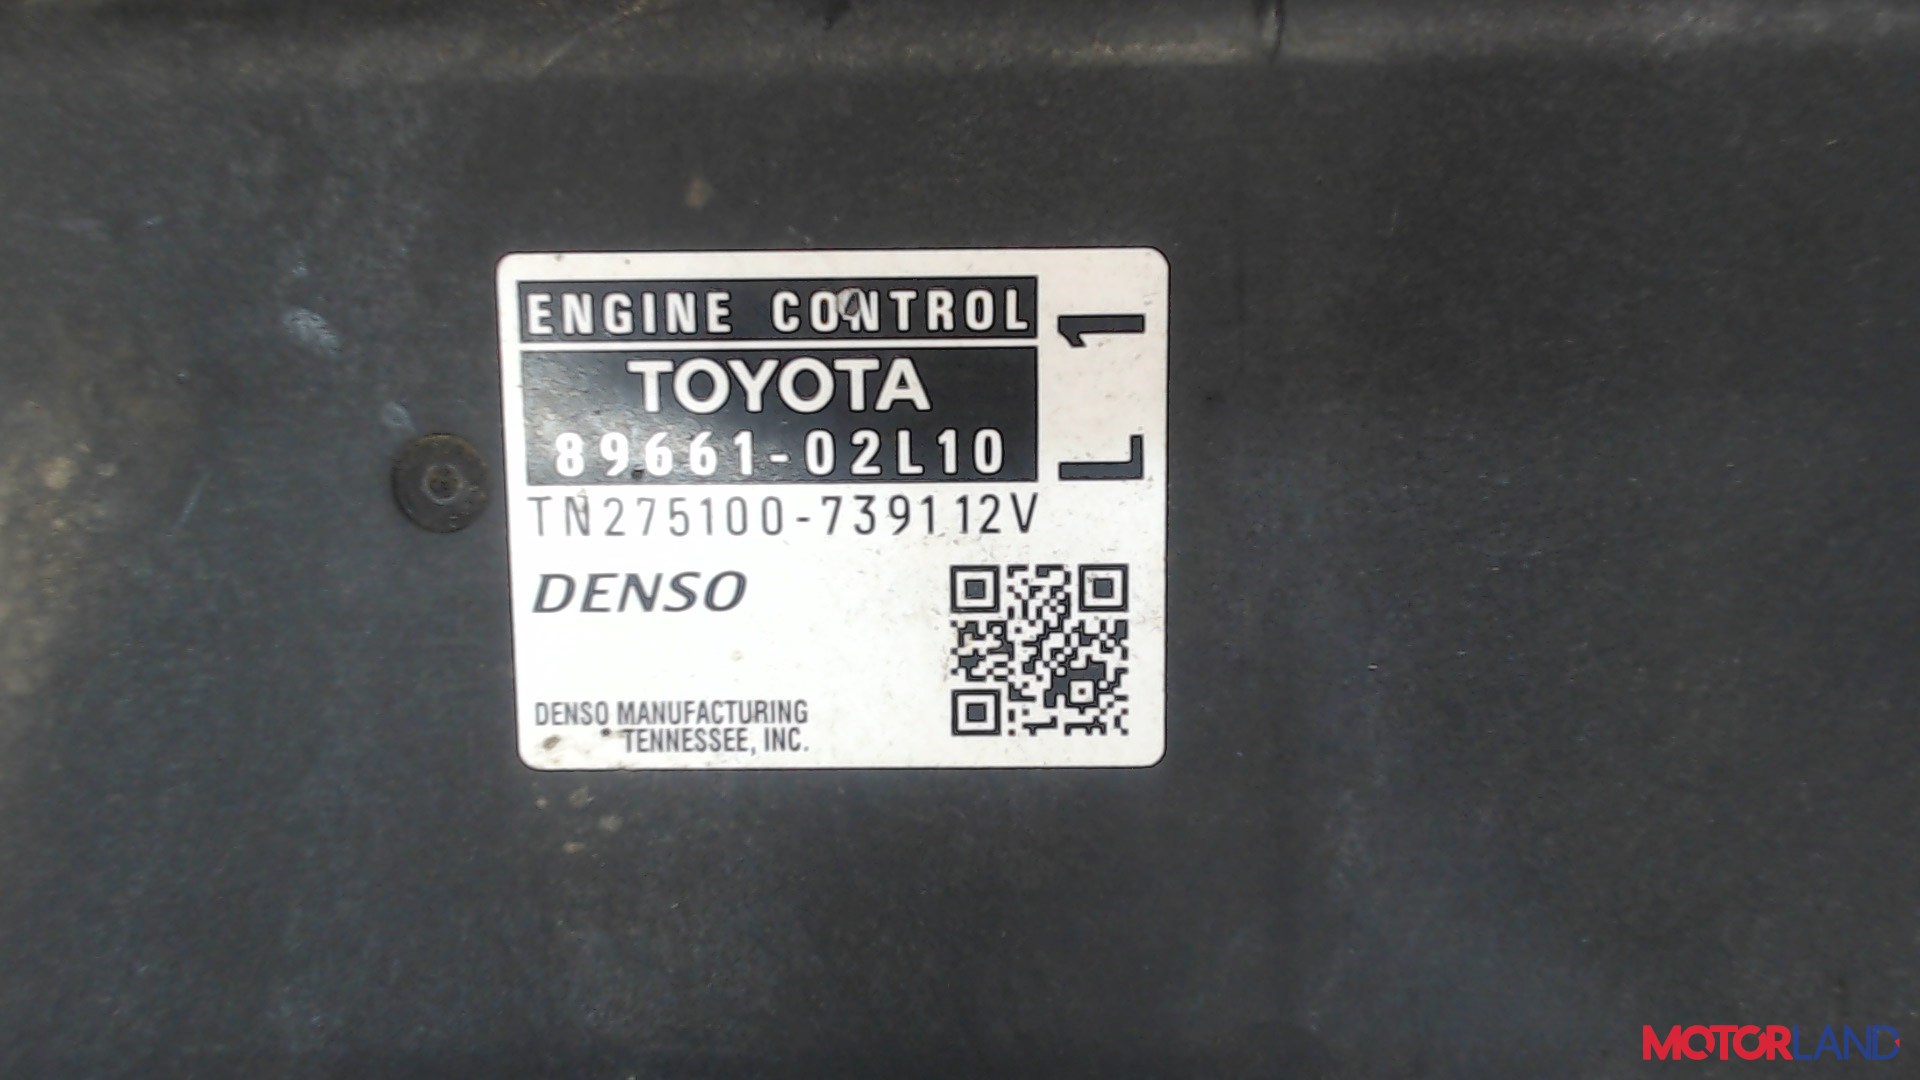 ENGINE CONTROL
TOYOTA
89661-02L10
L1
TN275100-7391 12V
DENSO
DENSO MANUFACTURING
TENNESSEE, INC.
MOTORLAND